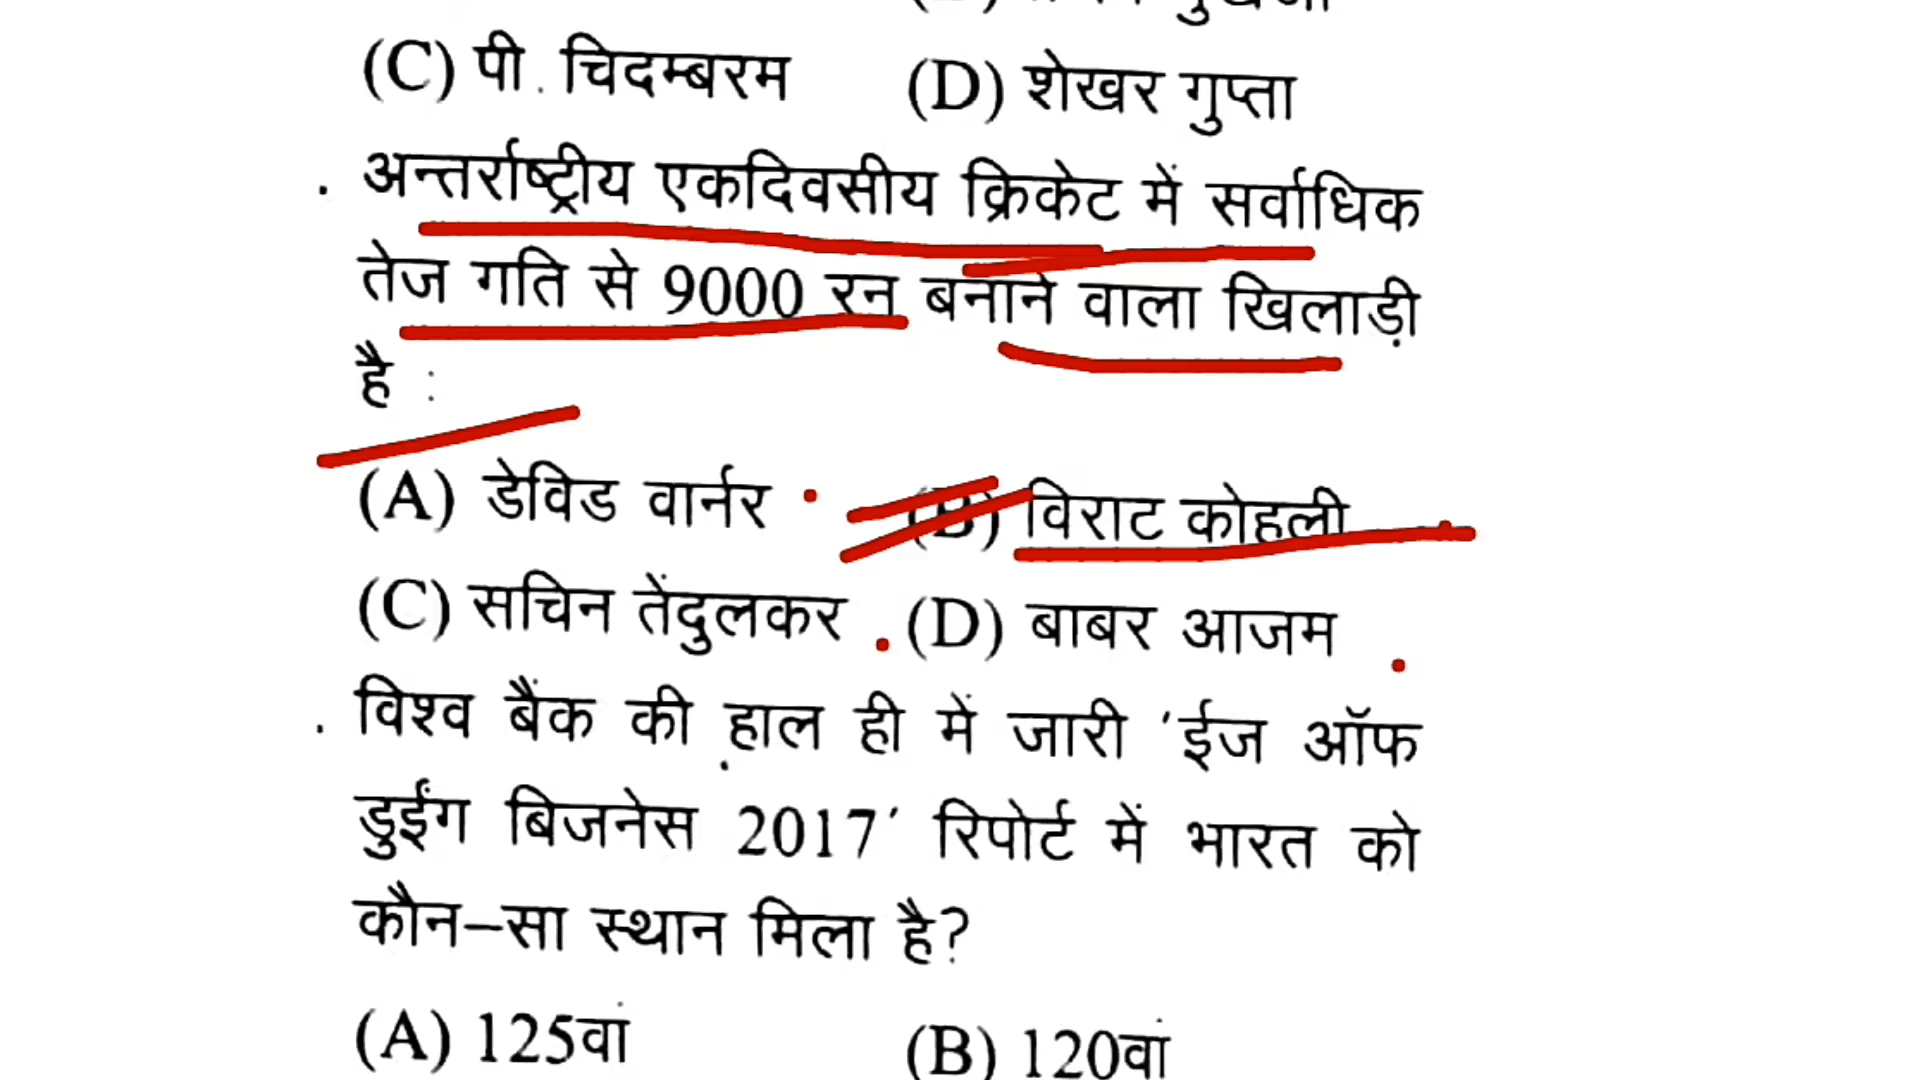 (C) पी. चिदम्बरम (D) शेखर गुप्ता
. अन्तर्राष्ट्रीय एकदिवसीय क्रिकेट में सर्वाधिक
तेज गति से 9000 रन बनाने वाला खिलाड़ी
है :
(A) डेविड वार्नर (B) विराट कोहली
(C) सचिन तेंदुलकर (D) बाबर आजम
. विश्व बैंक की हाल ही में जारी 'ईज ऑफ
डुईंग बिजनेस 2017' रिपोर्ट में भारत को
कौन-सा स्थान मिला है?
(A) 125वां (B) 120वां